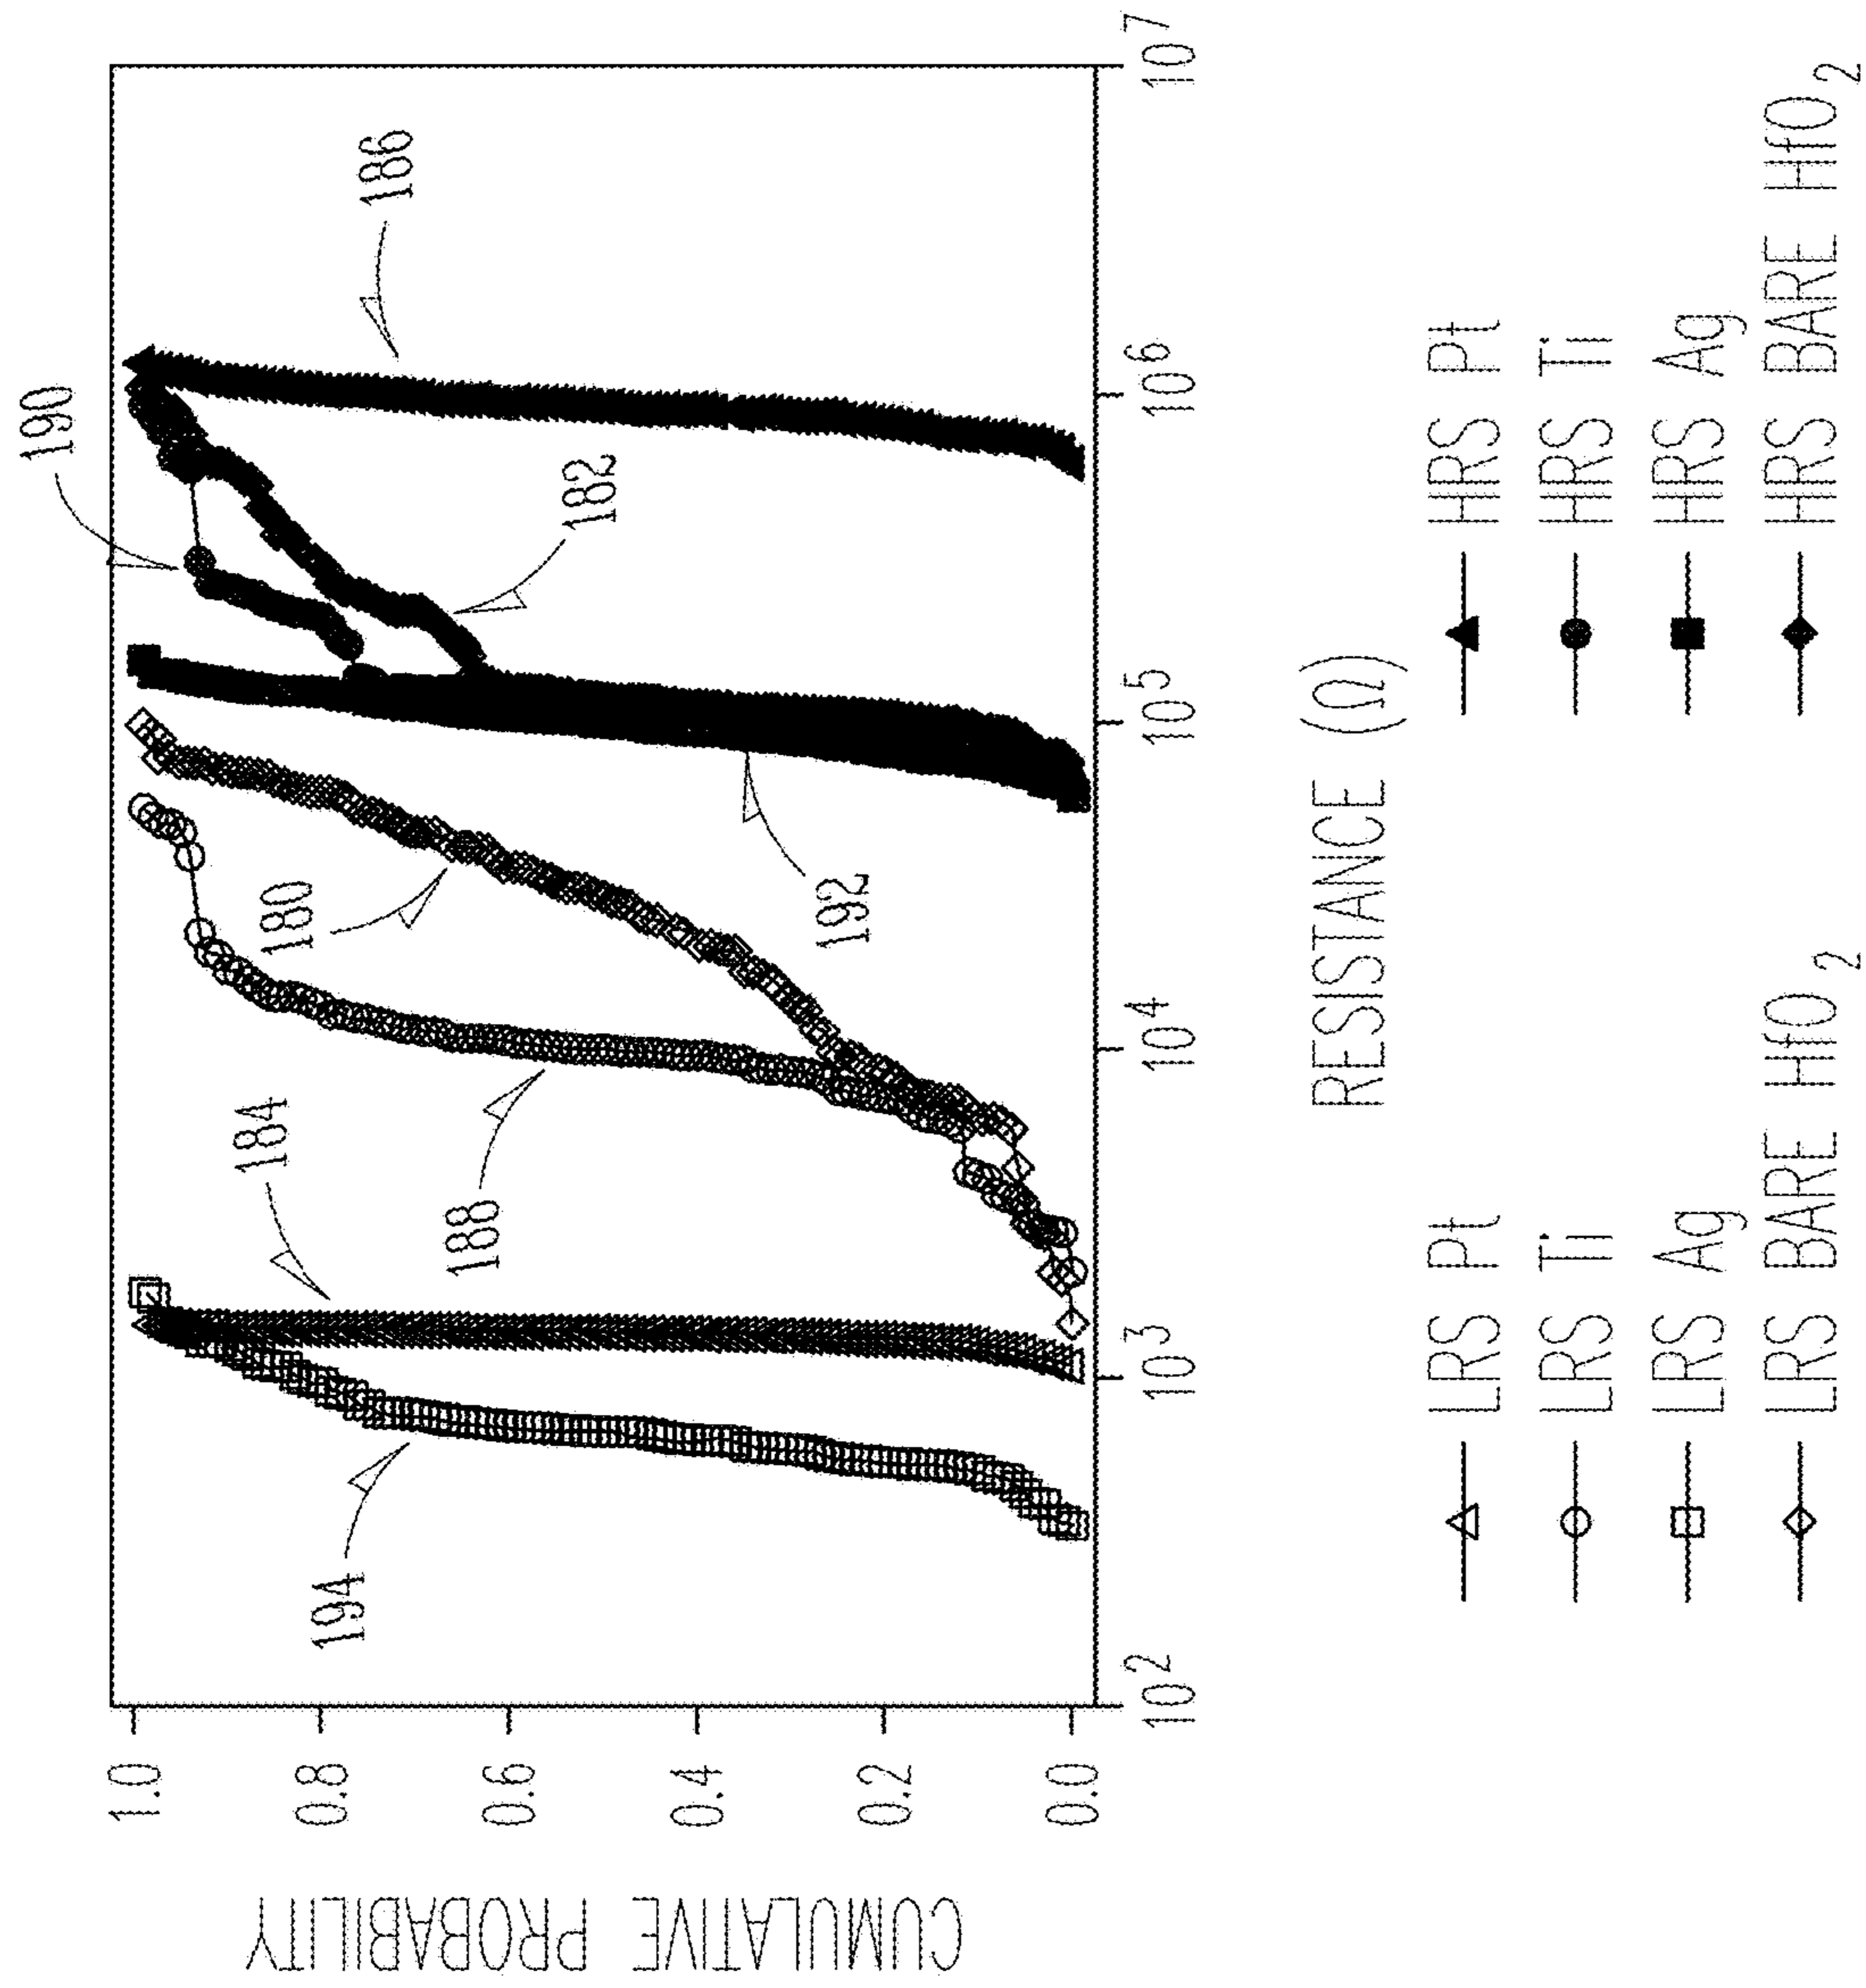 CUMULATIVE PROBABILITY
1.0
0.8
0.6
0.4
0.2
0.0
194
184
188
180
192
190
182
186
10^2
10^3
10^4
10^5
10^6
10^7
RESISTANCE (Ω)
LRS Pt
LRS Ti
LRS Ag
LRS BARE HfO2
HRS Pt
HRS Ti
HRS Ag
HRS BARE HfO2